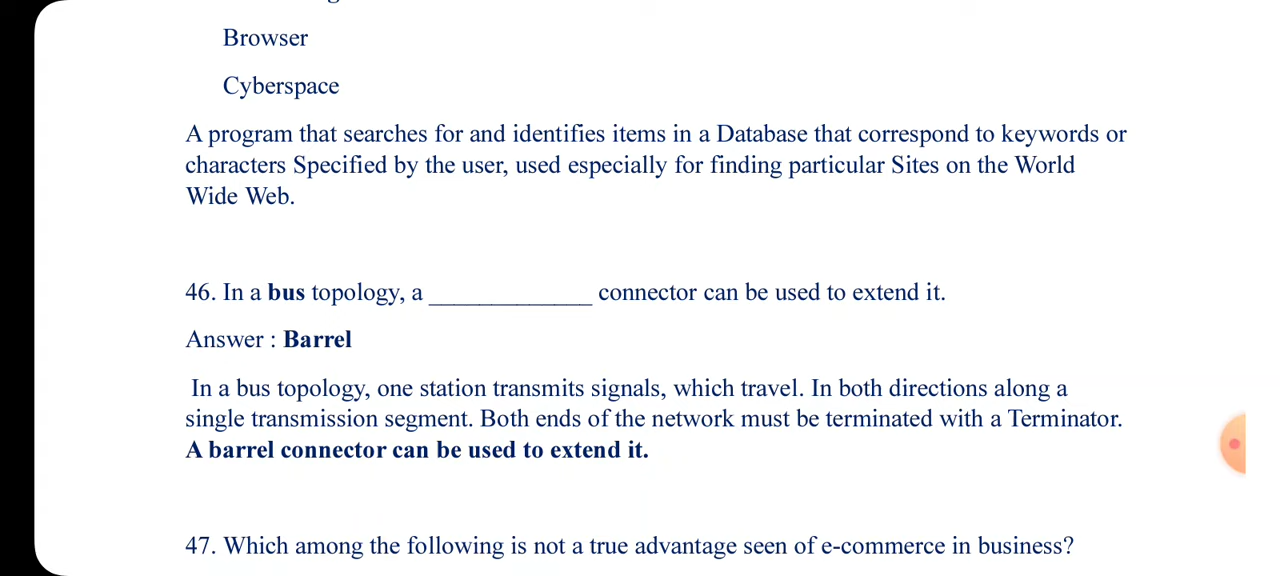 Browser
Cyberspace
A program that searches for and identifies items in a Database that correspond to keywords or
characters Specified by the user, used especially for finding particular Sites on the World
Wide Web.
46. In a bus topology, a _____________ connector can be used to extend it.
Answer : Barrel
In a bus topology, one station transmits signals, which travel. In both directions along a
single transmission segment. Both ends of the network must be terminated with a Terminator.
A barrel connector can be used to extend it.
47. Which among the following is not a true advantage seen of e-commerce in business?